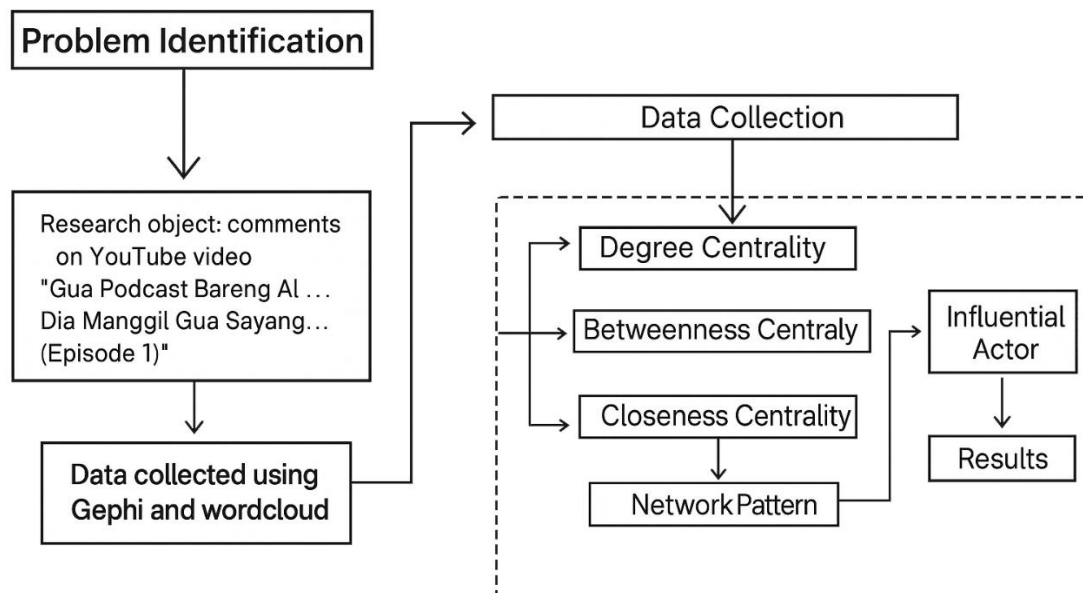 Problem Identification
Research object: comments
on YouTube video
"Gua Podcast Bareng Al ...
Dia Manggil Gua Sayang...
(Episode 1)"
Data collected using
Gephi and wordcloud
Data Collection
Degree Centrality
Betweenness Centraly
Closeness Centrality
Network Pattern
Influential
Actor
Results